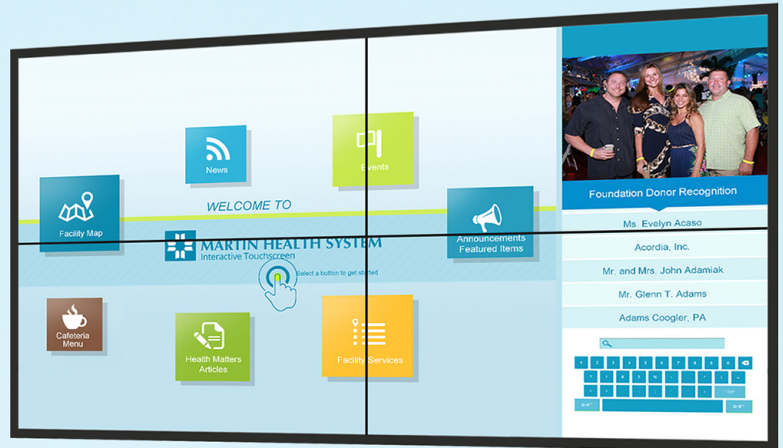 News
Events
Facility Map
WELCOME TO
MARTIN HEALTH SYSTEM
Interactive Touchscreen
Select a button to get started
Announcements
Featured Items
Cafeteria
Menu
Health Matters
Articles
Facility Services
Foundation Donor Recognition
Ms. Evelyn Acaso
Acordia, Inc.
Mr. and Mrs. John Adamiak
Mr. Glenn T. Adams
Adams Coogler, PA